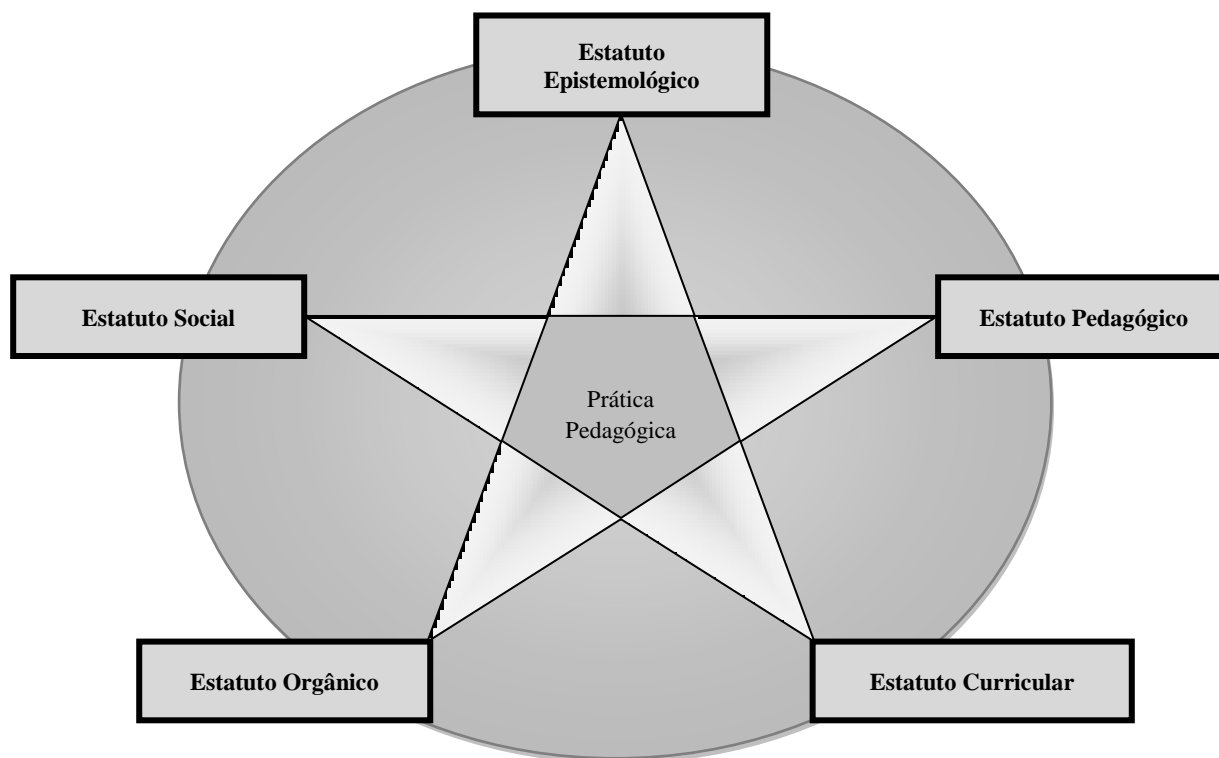 Estatuto
Epistemológico
Estatuto Social
Estatuto Pedagógico
Prática
Pedagógica
Estatuto Orgânico
Estatuto Curricular